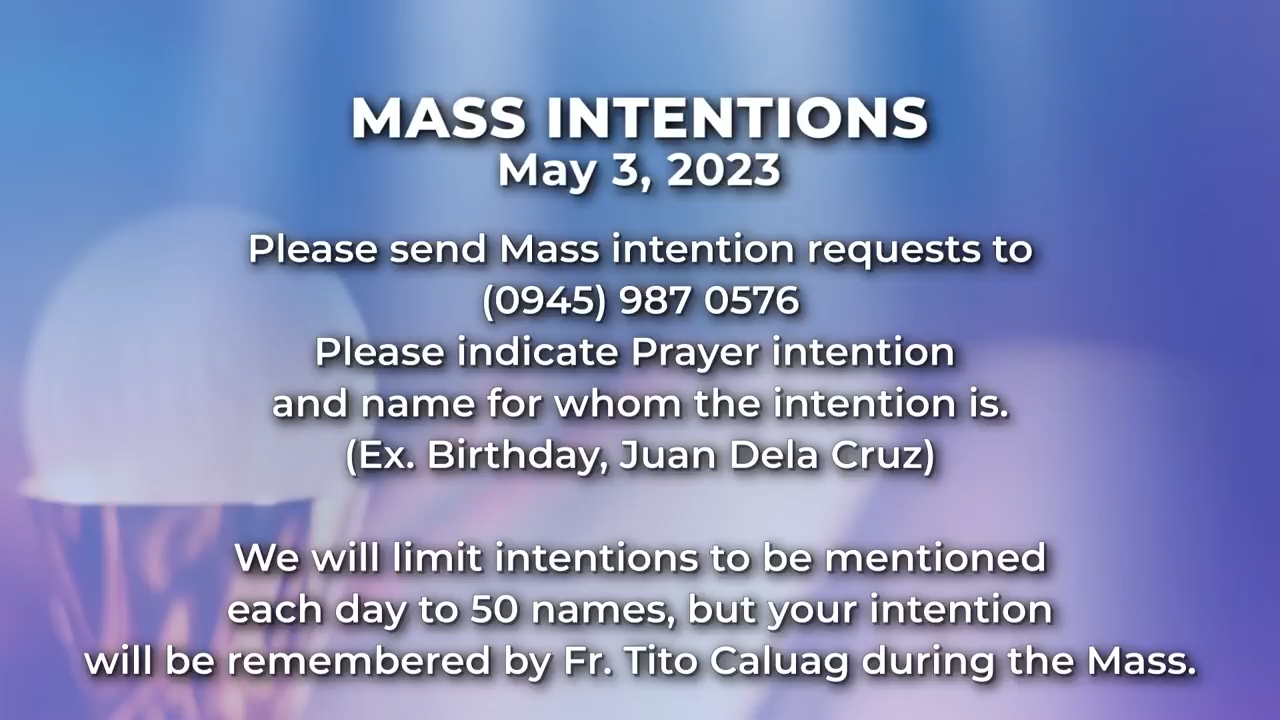 MASS INTENTIONS
May 3, 2023
Please send Mass intention requests to
(0945) 987 0576
Please indicate Prayer intention
and name for whom the intention is.
(Ex. Birthday, Juan Dela Cruz)
We will limit intentions to be mentioned
each day to 50 names, but your intention
will be remembered by Fr. Tito Caluag during the Mass.